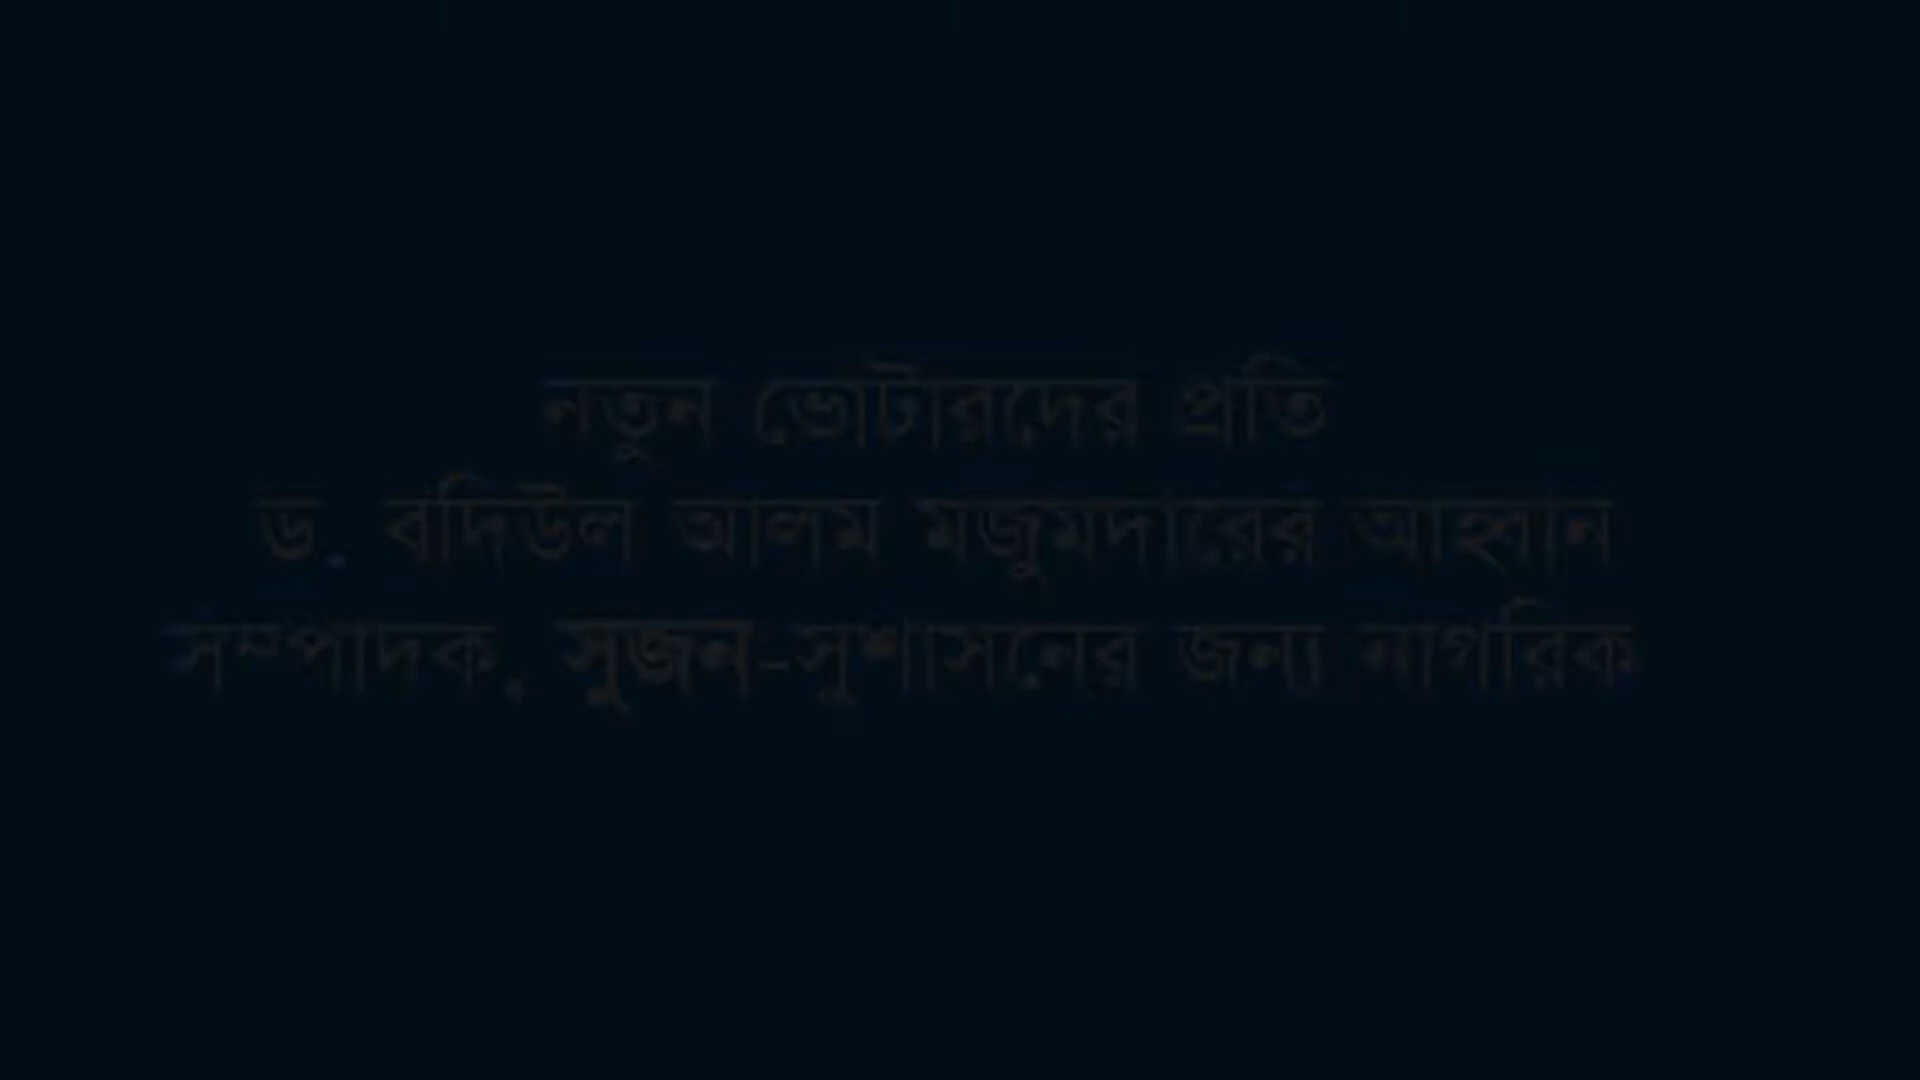 নতুন ভোটারদের প্রতি
ড. বদিউল আলম মজুমদারের আহ্বান
সম্পাদক, সুজন-সুশাসনের জন্য নাগরিক